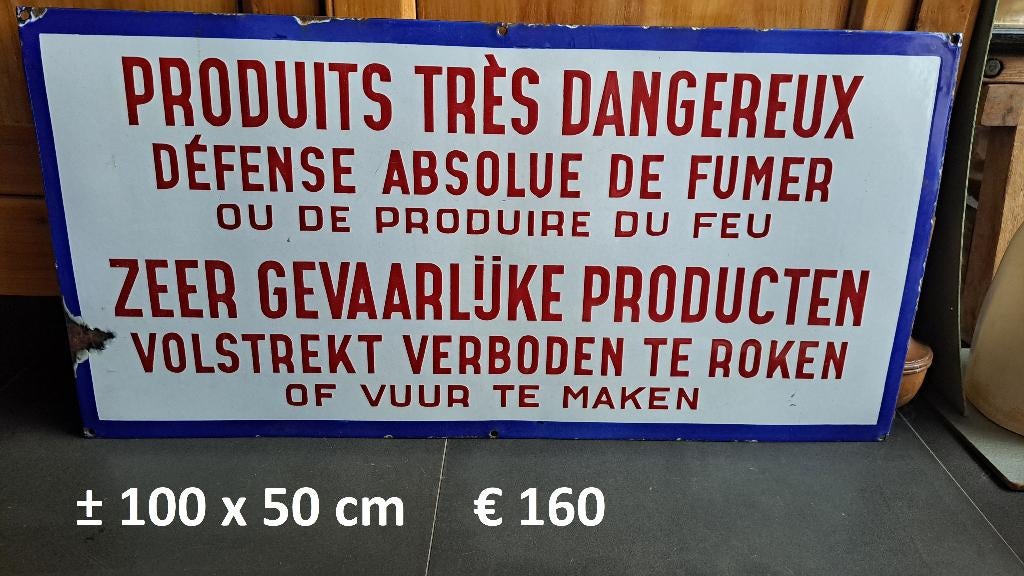 PRODUITS TRÈS DANGEREUX
DÉFENSE ABSOLUE DE FUMER
OU DE PRODUIRE DU FEU
ZEER GEVAARLIJKE PRODUCTEN
VOLSTREKT VERBODEN TE ROKEN
OF VUUR TE MAKEN
± 100 x 50 cm € 160